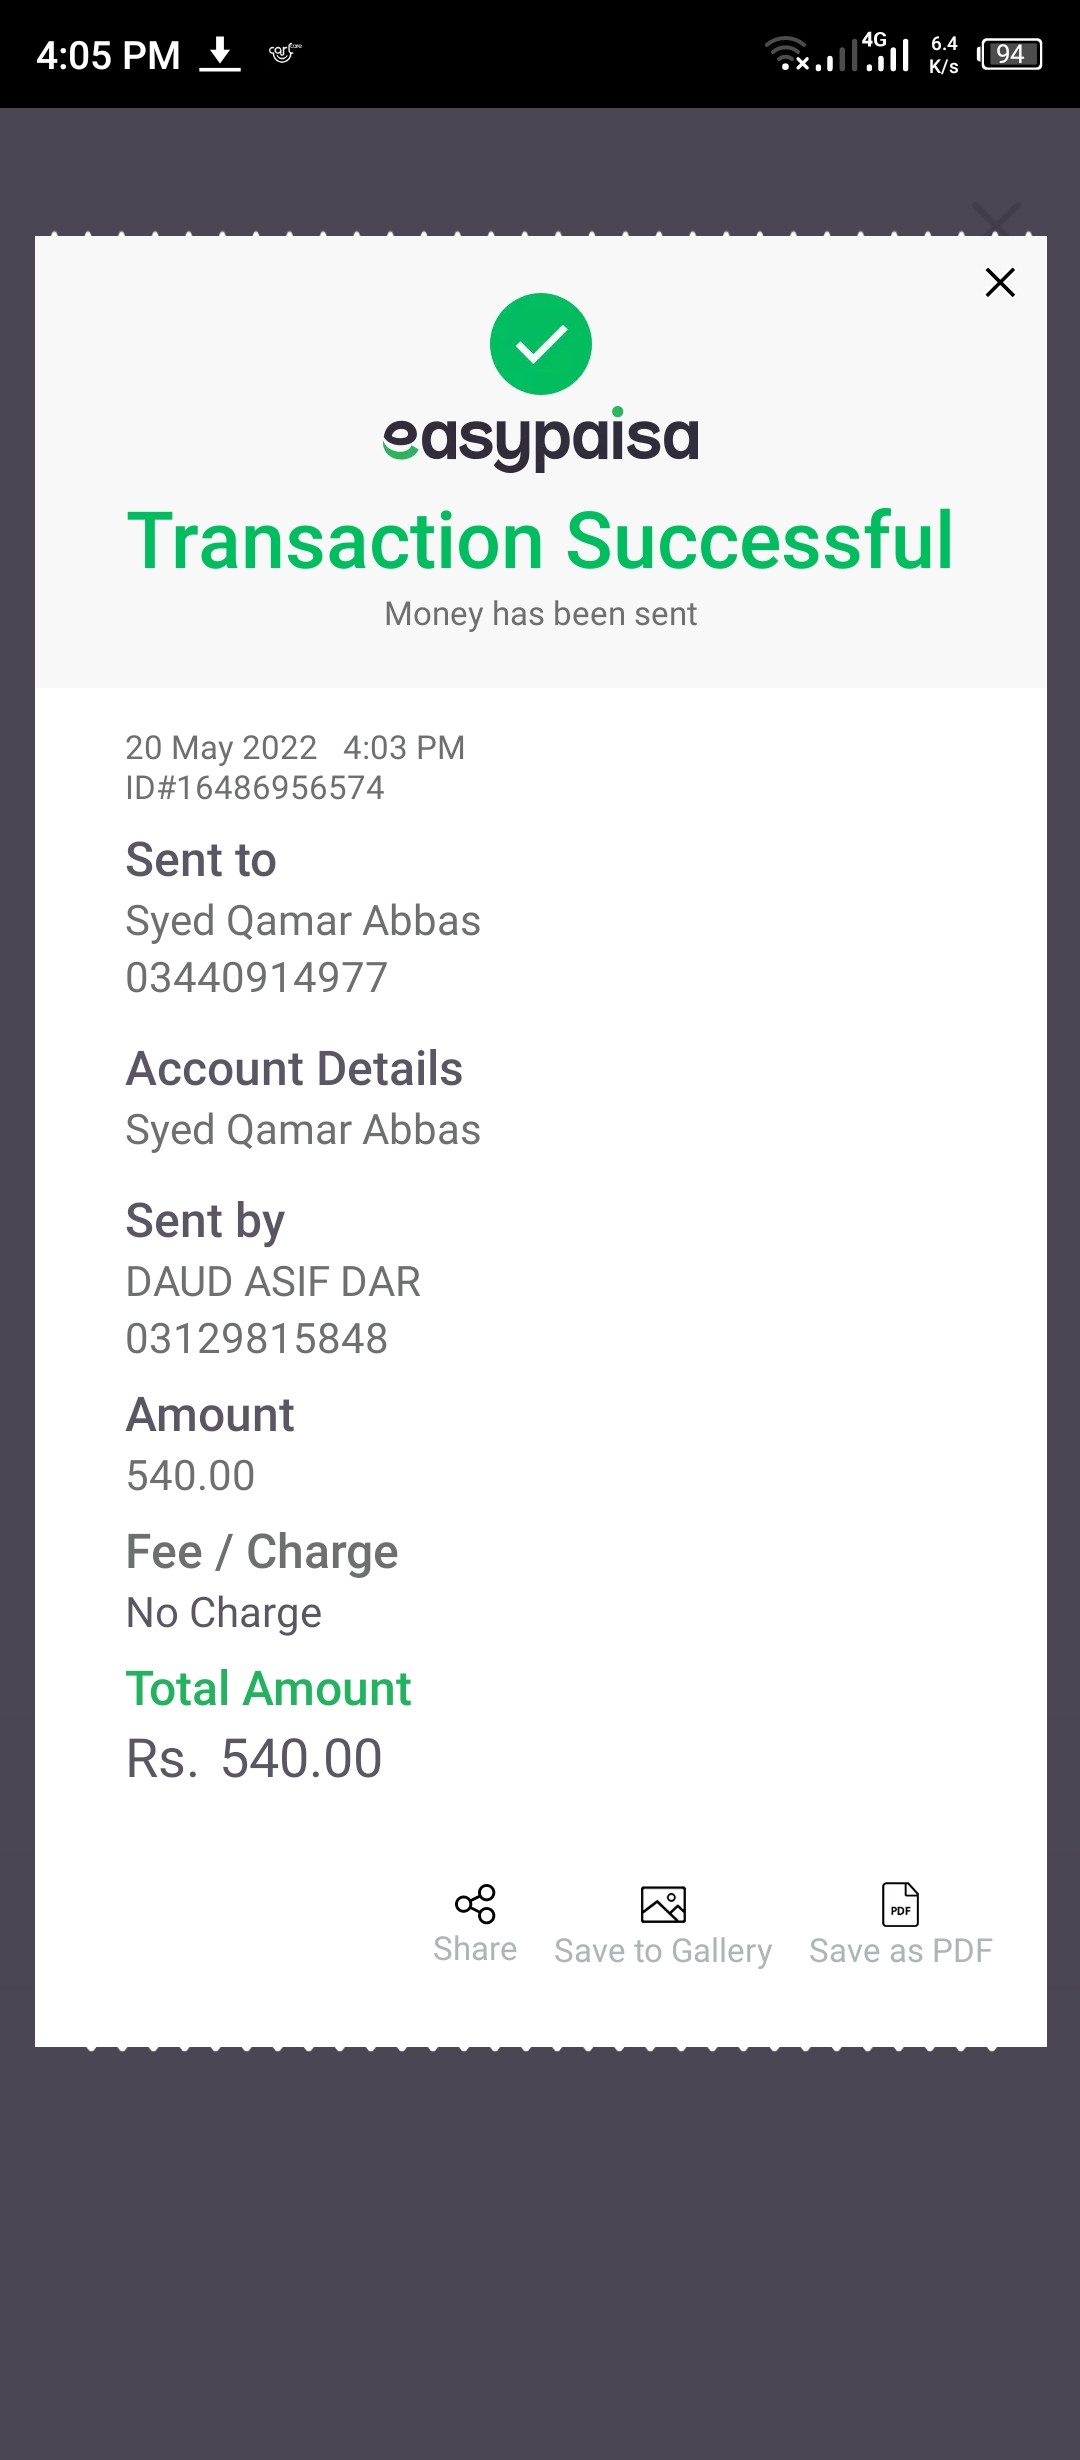 4:05 PM
4G
6.4
K/s
94
easypaisa
Transaction Successful
Money has been sent
20 May 2022 4:03 PM
ID#16486956574
Sent to
Syed Qamar Abbas
03440914977
Account Details
Syed Qamar Abbas
Sent by
DAUD ASIF DAR
03129815848
Amount
540.00
Fee / Charge
No Charge
Total Amount
Rs. 540.00
PDF
Share
Save to Gallery
Save as PDF